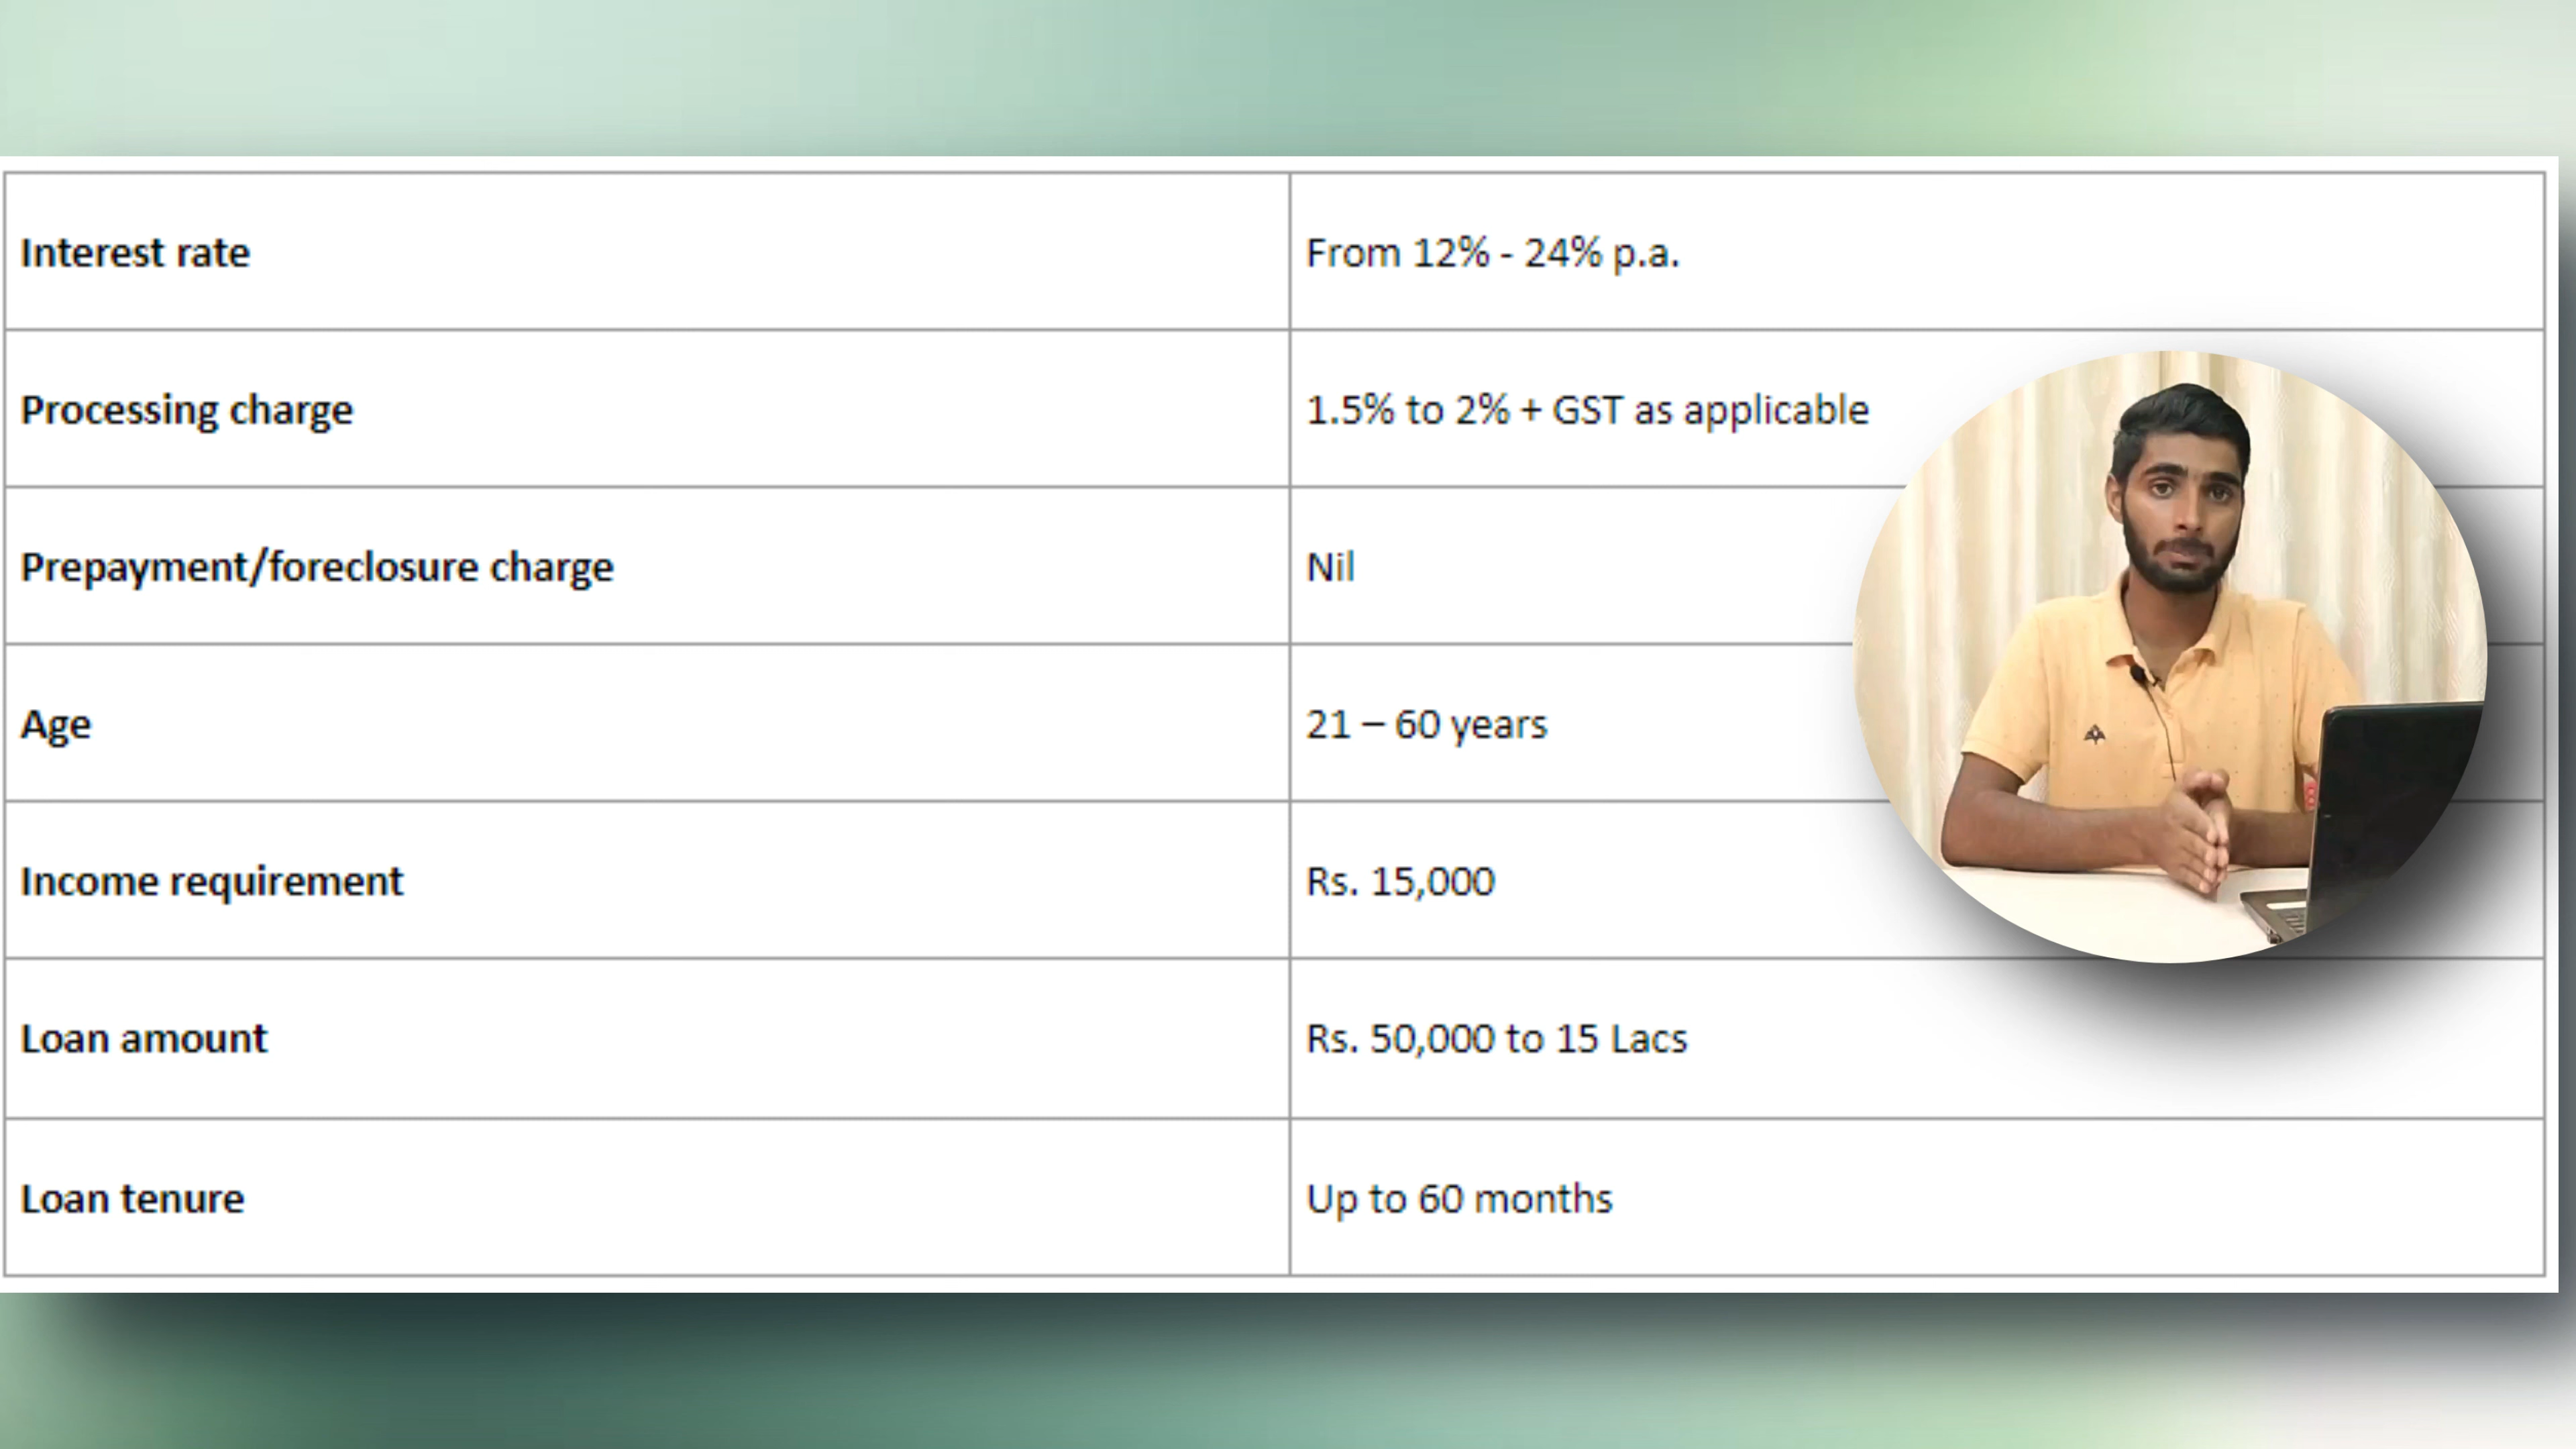 Interest rate From 12% - 24% p.a.
Processing charge 1.5% to 2% + GST as applicable
Prepayment/foreclosure charge Nil
Age 21 – 60 years
Income requirement Rs. 15,000
Loan amount Rs. 50,000 to 15 Lacs
Loan tenure Up to 60 months